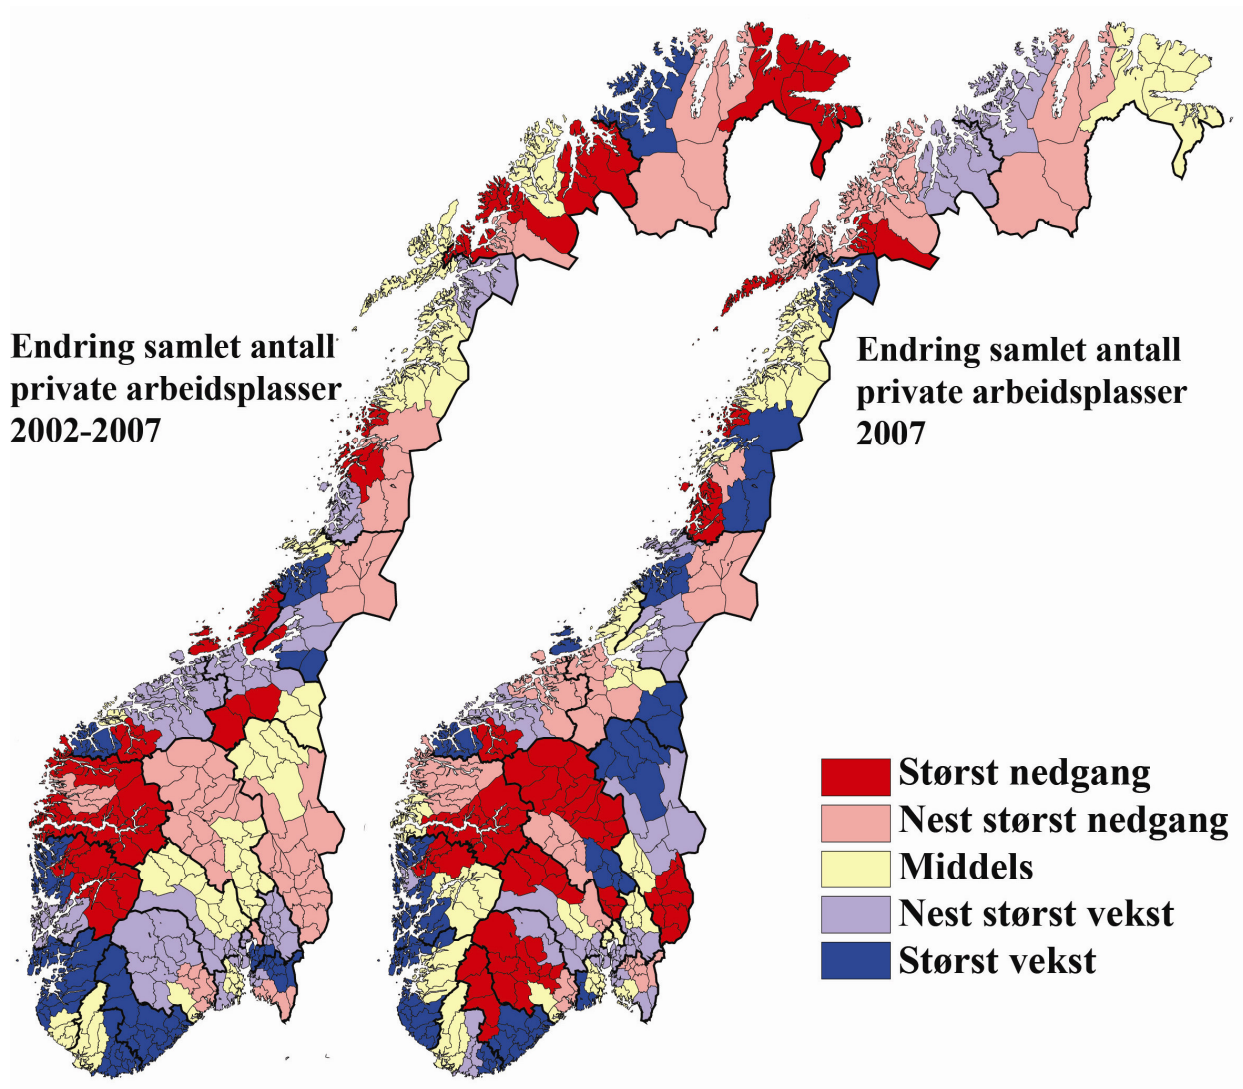 Endring samlet antall
private arbeidsplasser
2002-2007
Endring samlet antall
private arbeidsplasser
2007
Størst nedgang
Nest størst nedgang
Middels
Nest størst vekst
Størst vekst